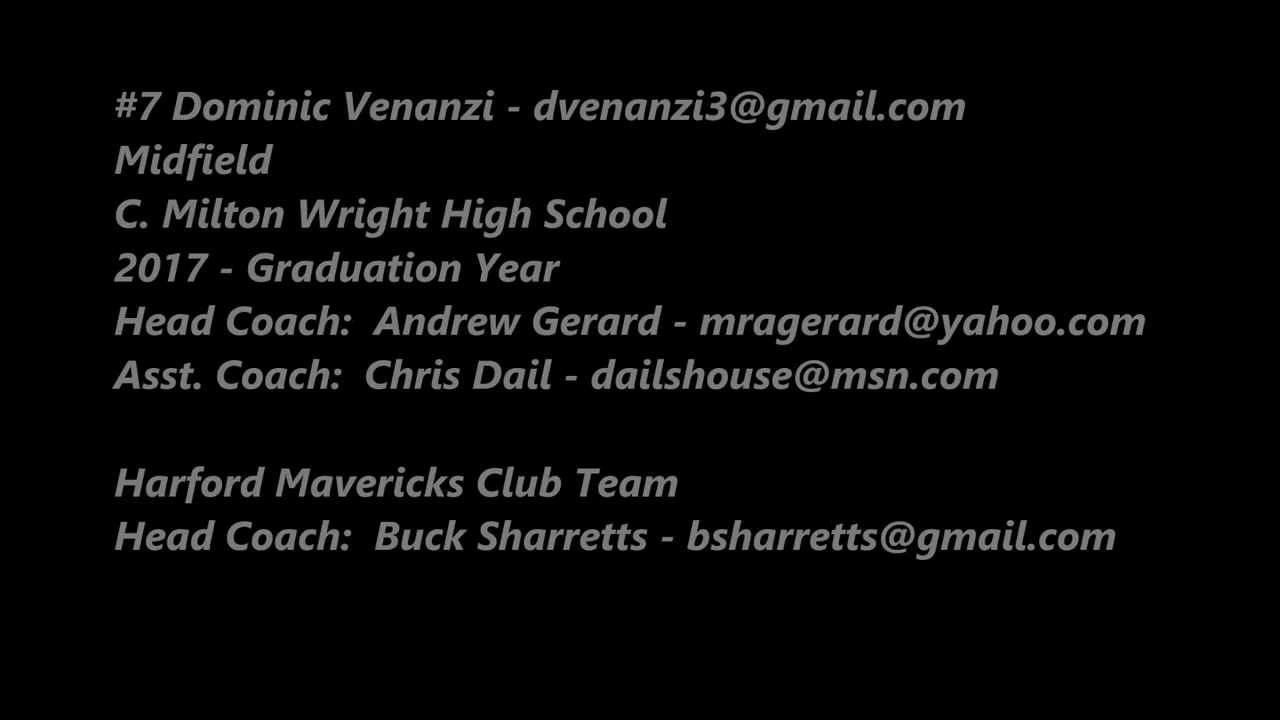 #7 Dominic Venanzi - dvenanzi3@gmail.com
Midfield
C. Milton Wright High School
2017 - Graduation Year
Head Coach:  Andrew Gerard - mragerard@yahoo.com
Asst. Coach:  Chris Dail - dailshouse@msn.com
Harford Mavericks Club Team
Head Coach:  Buck Sharretts - bsharretts@gmail.com